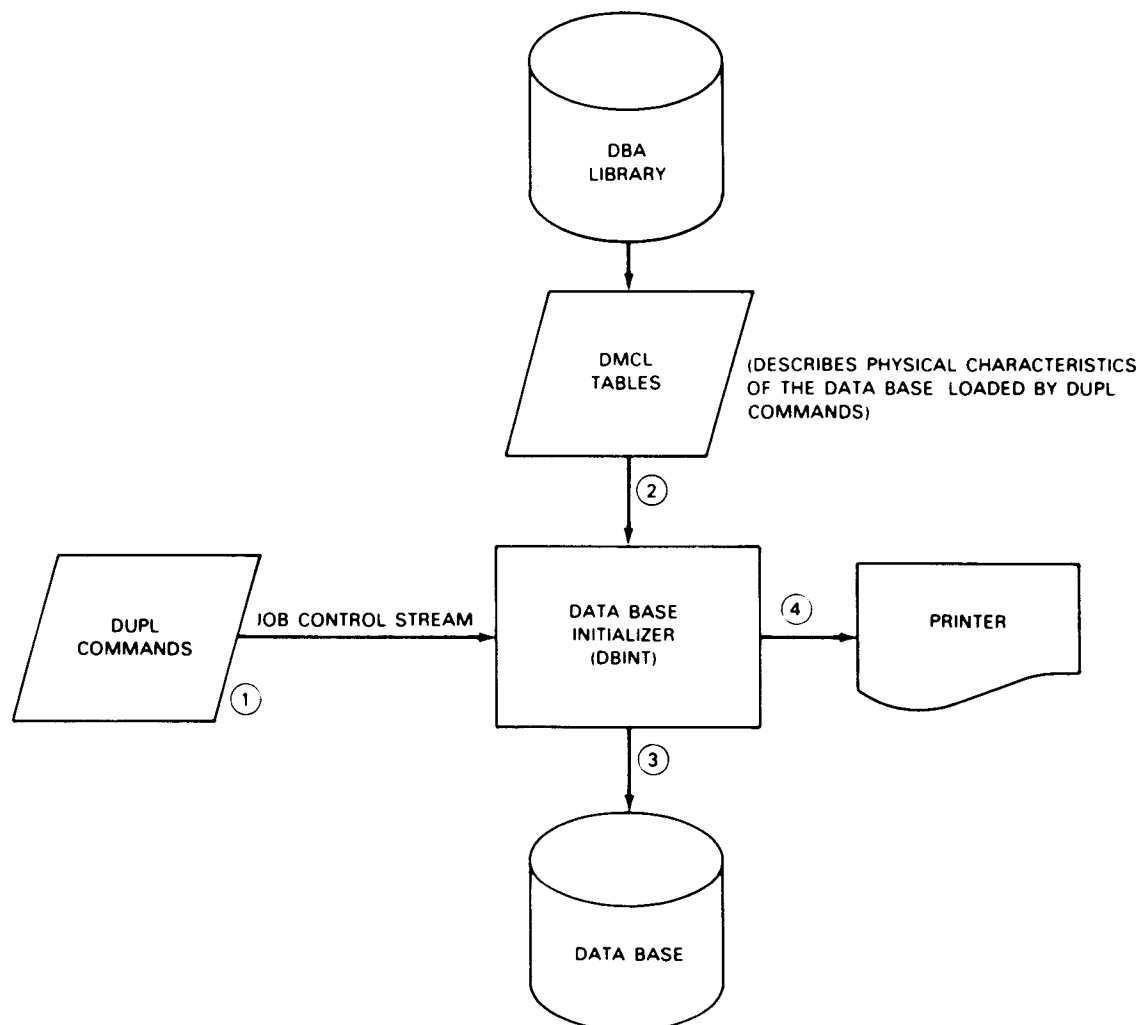 DBA
LIBRARY
DMCL
TABLES
(DESCRIBES PHYSICAL CHARACTERISTICS
OF THE DATA BASE LOADED BY DUPL
COMMANDS)
2
DUPL
COMMANDS
1
JOB CONTROL STREAM
DATA BASE
INITIALIZER
(DBINT)
4
PRINTER
3
DATA BASE